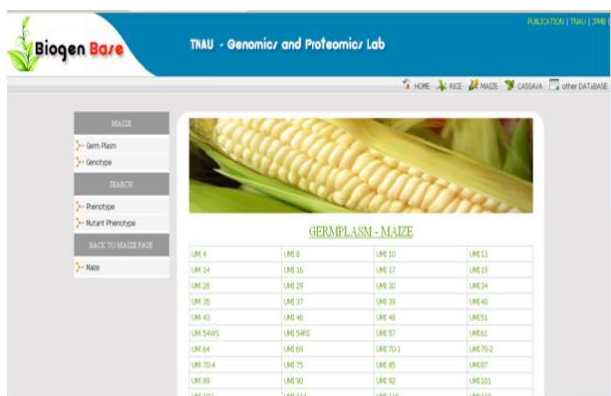 PUBLICATION | TNAU | JPMB |
Biogen Base
TNAU - Genomics and Proteomics Lab
HOME RICE MAIZE CASSAVA other DATaBASE
MAIZE
Germ Plasm
Genotype
SEARCH
Phenotype
Mutant Phenotype
BACK TO MAIZE PAGE
Maize
GERMPLASM - MAIZE
UMI 4 UMI 8 UMI 10 UMI 13
UMI 14 UMI 16 UMI 17 UMI 19
UMI 28 UMI 29 UMI 30 UMI 34
UMI 35 UMI 37 UMI 39 UMI 40
UMI 43 UMI 46 UMI 48 UMI 51
UMI 54WS UMI 54RS UMI 57 UMI 61
UMI 64 UMI 69 UMI 70-1 UMI 70-2
UMI 70-4 UMI 75 UMI 85 UMI 87
UMI 89 UMI 90 UMI 92 UMI 101